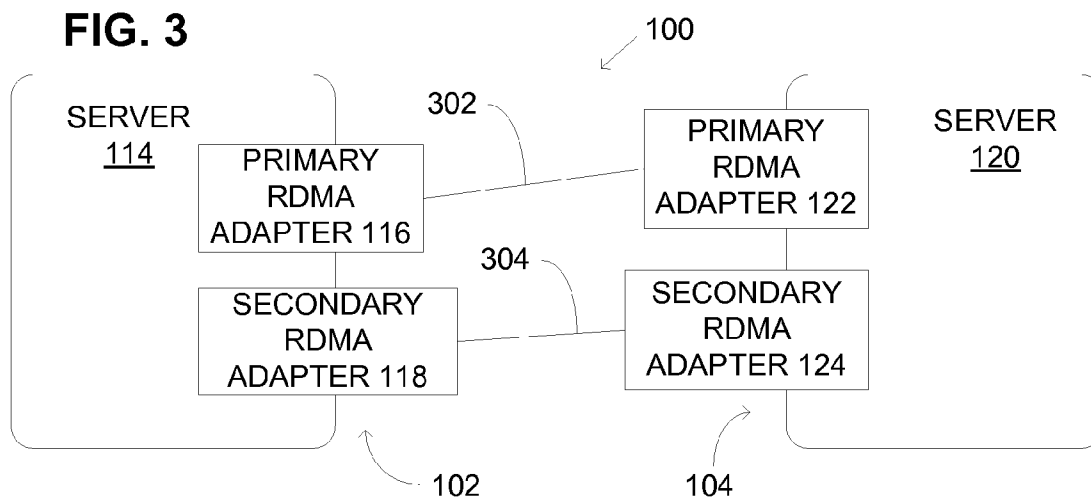 FIG. 3
100
302
SERVER
114
PRIMARY
RDMA
ADAPTER 116
PRIMARY
RDMA
ADAPTER 122
SERVER
120
304
SECONDARY
RDMA
ADAPTER 118
SECONDARY
RDMA
ADAPTER 124
102
104